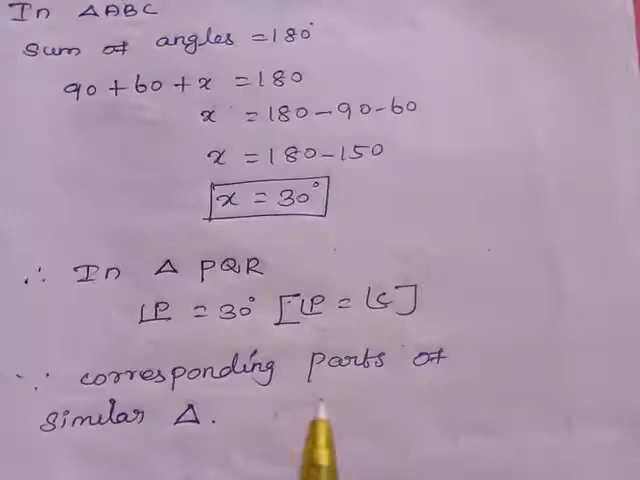 In △ABC
Sum of angles = 180°
90 + 60 + x = 180
x = 180 - 90 - 60
x = 180 - 150
x = 30°
∴ In △ PQR
∠P = 30° [∠P = ∠C]
∵ corresponding parts of
similar △.